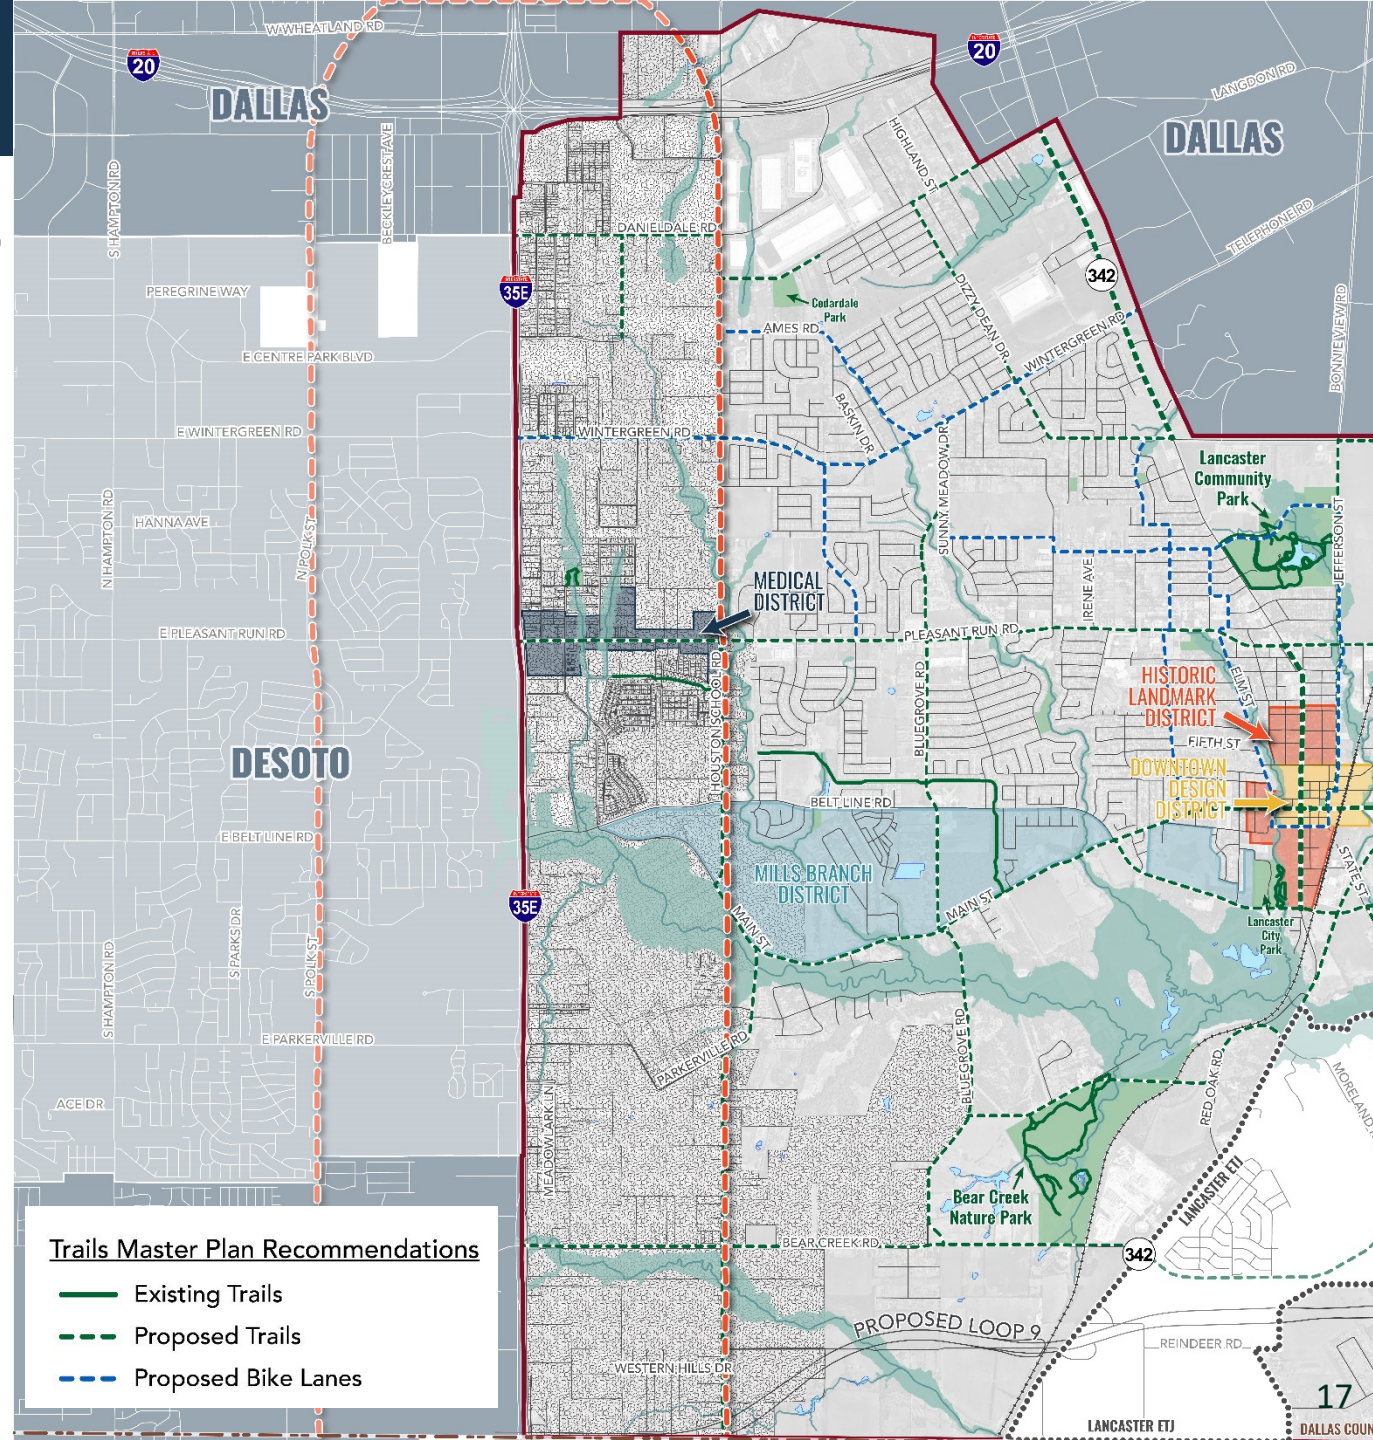 W WHEATLAND RD
20
20
DALLAS
DALLAS
LANGDON RD
HIGHLAND ST
S HAMPTON RD
BECKLEYCREST AVE
TELEPHONE RD
DANIELDALE RD
342
35E
PEREGRINE WAY
Cedardale
Park
DIZZY DEAN DR
BONNIE VIEW RD
AMES RD
WINTERGREEN RD
E CENTRE PARK BLVD
BASKIN DR
E WINTERGREEN RD
WINTERGREEN RD
SUNNY MEADOW DR
Lancaster
Community
Park
N HAMPTON RD
HANNA AVE
N POLK ST
JEFFERSON ST
MEDICAL
DISTRICT
IRENE AVE
E PLEASANT RUN RD
PLEASANT RUN RD
HOUSTON SCHOOL RD
BLUEGROVE RD
ELM ST
HISTORIC
LANDMARK
DISTRICT
FIFTH ST
DESOTO
DOWNTOWN
DESIGN
DISTRICT
BELT LINE RD
E BELT LINE RD
STATE ST
MILLS BRANCH
DISTRICT
35E
MAIN ST
MAIN ST
Lancaster
City
Park
S PARKS DR
S HAMPTON RD
S POLK ST
E PARKERVILLE RD
PARKERVILLE RD
BLUEGROVE RD
RED OAK RD
MORELAND
ACE DR
MEADOWLARK LN
Bear Creek
Nature Park
LANCASTER ETJ
BEAR CREEK RD
342
Trails Master Plan Recommendations
Existing Trails
Proposed Trails
Proposed Bike Lanes
PROPOSED LOOP 9
REINDEER RD
WESTERN HILLS DR
17
LANCASTER ETJ
DALLAS COUN